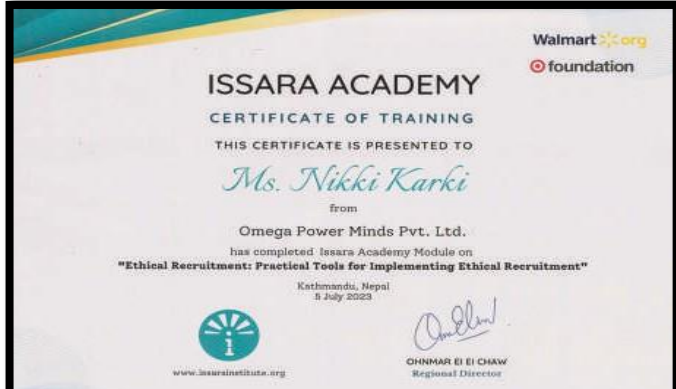 Walmart org
foundation
ISSARA ACADEMY
CERTIFICATE OF TRAINING
THIS CERTIFICATE IS PRESENTED TO
Ms. Nikki Karki
from
Omega Power Minds Pvt. Ltd.
has completed Issara Academy Module on
"Ethical Recruitment: Practical Tools for Implementing Ethical Recruitment"
Kathmandu, Nepal
5 July 2023
i
www.issarainstitute.org
OHNMAR EI EI CHAW
Regional Director